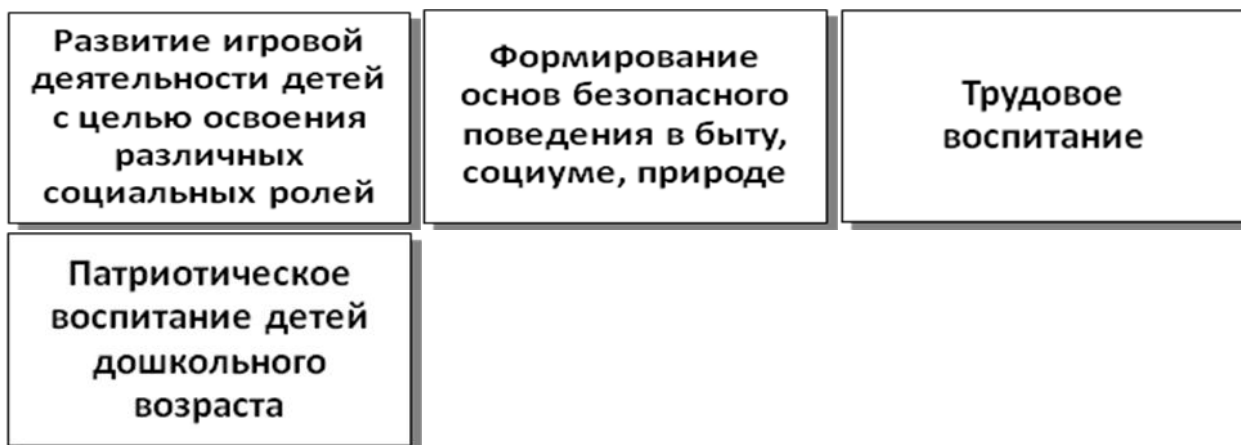 Развитие игровой
деятельности детей
с целью освоения
различных
социальных ролей
Формирование
основ безопасного
поведения в быту,
социуме, природе
Трудовое
воспитание
Патриотическое
воспитание детей
дошкольного
возраста